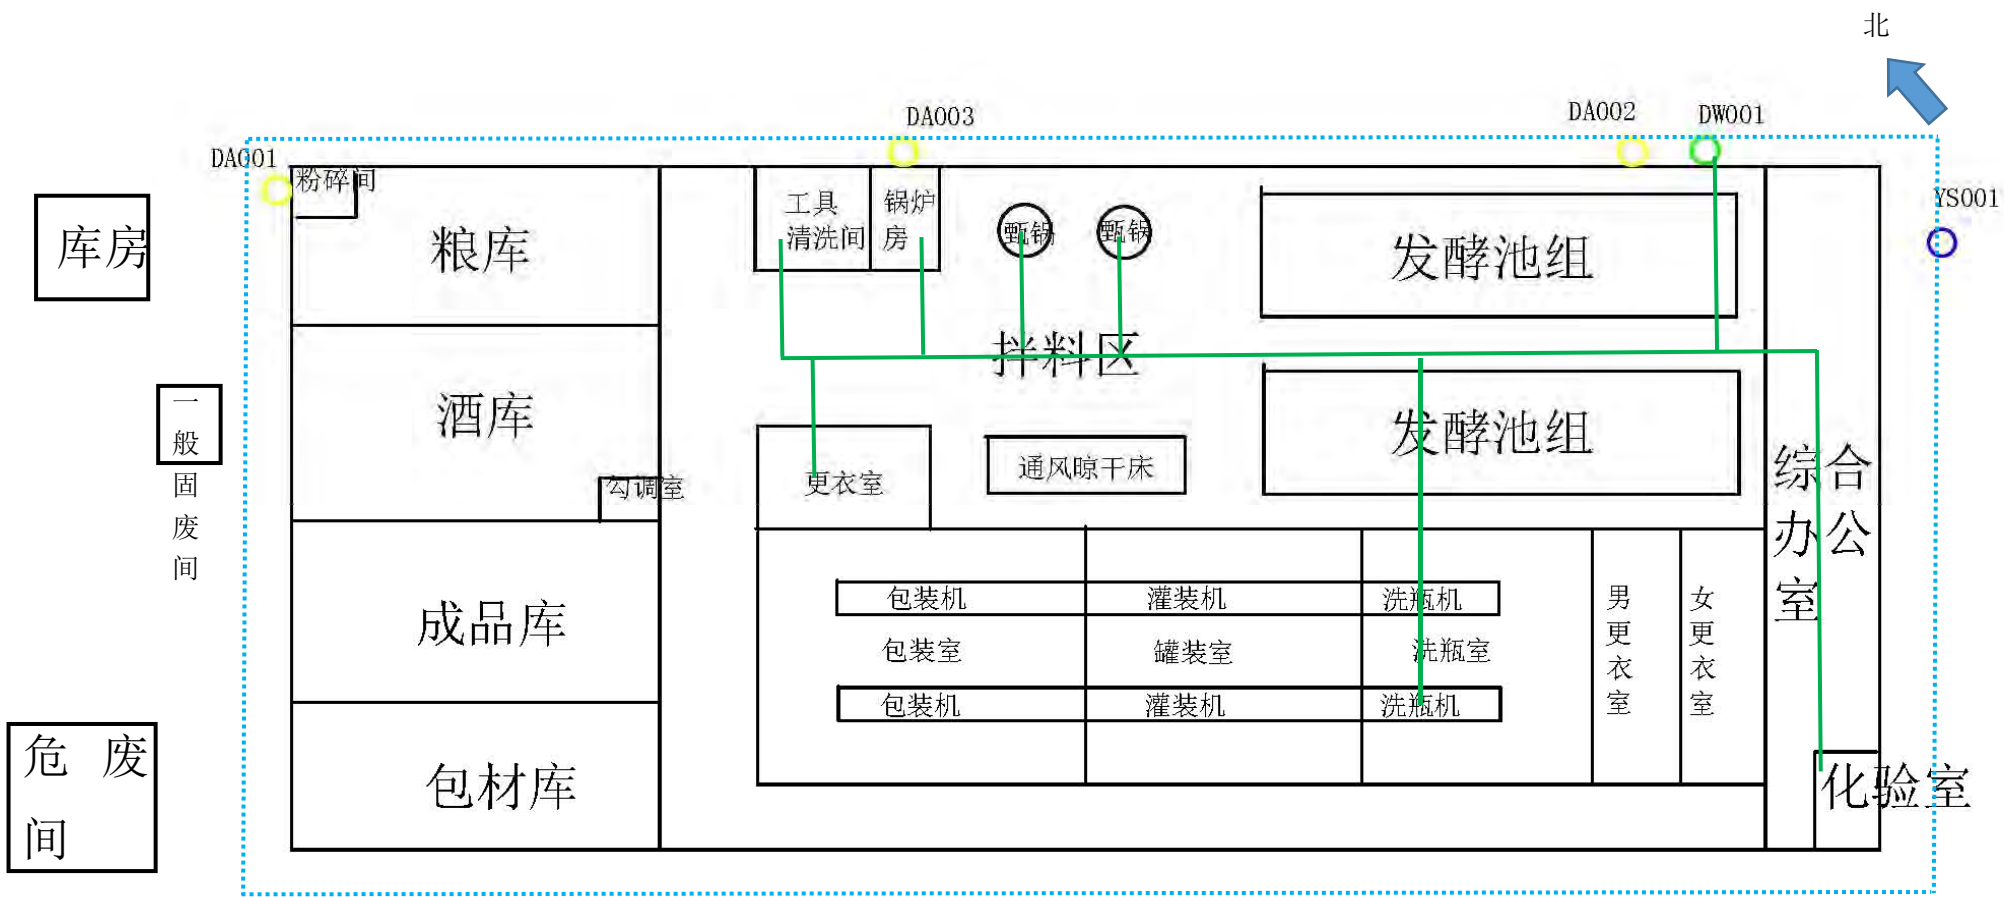 北
DA003
DA002
DW001
DA001
YS001
粉碎间
工具
清洗间
锅炉
房
甑锅
甑锅
库房
粮库
发酵池组
拌料区
一
般
固
废
间
酒库
勾调室
更衣室
通风晾干床
发酵池组
综合
办公
室
成品库
包装机
灌装机
洗瓶机
包装室
罐装室
洗瓶室
包装机
灌装机
洗瓶机
男
更
衣
室
女
更
衣
室
危 废
间
包材库
化验室